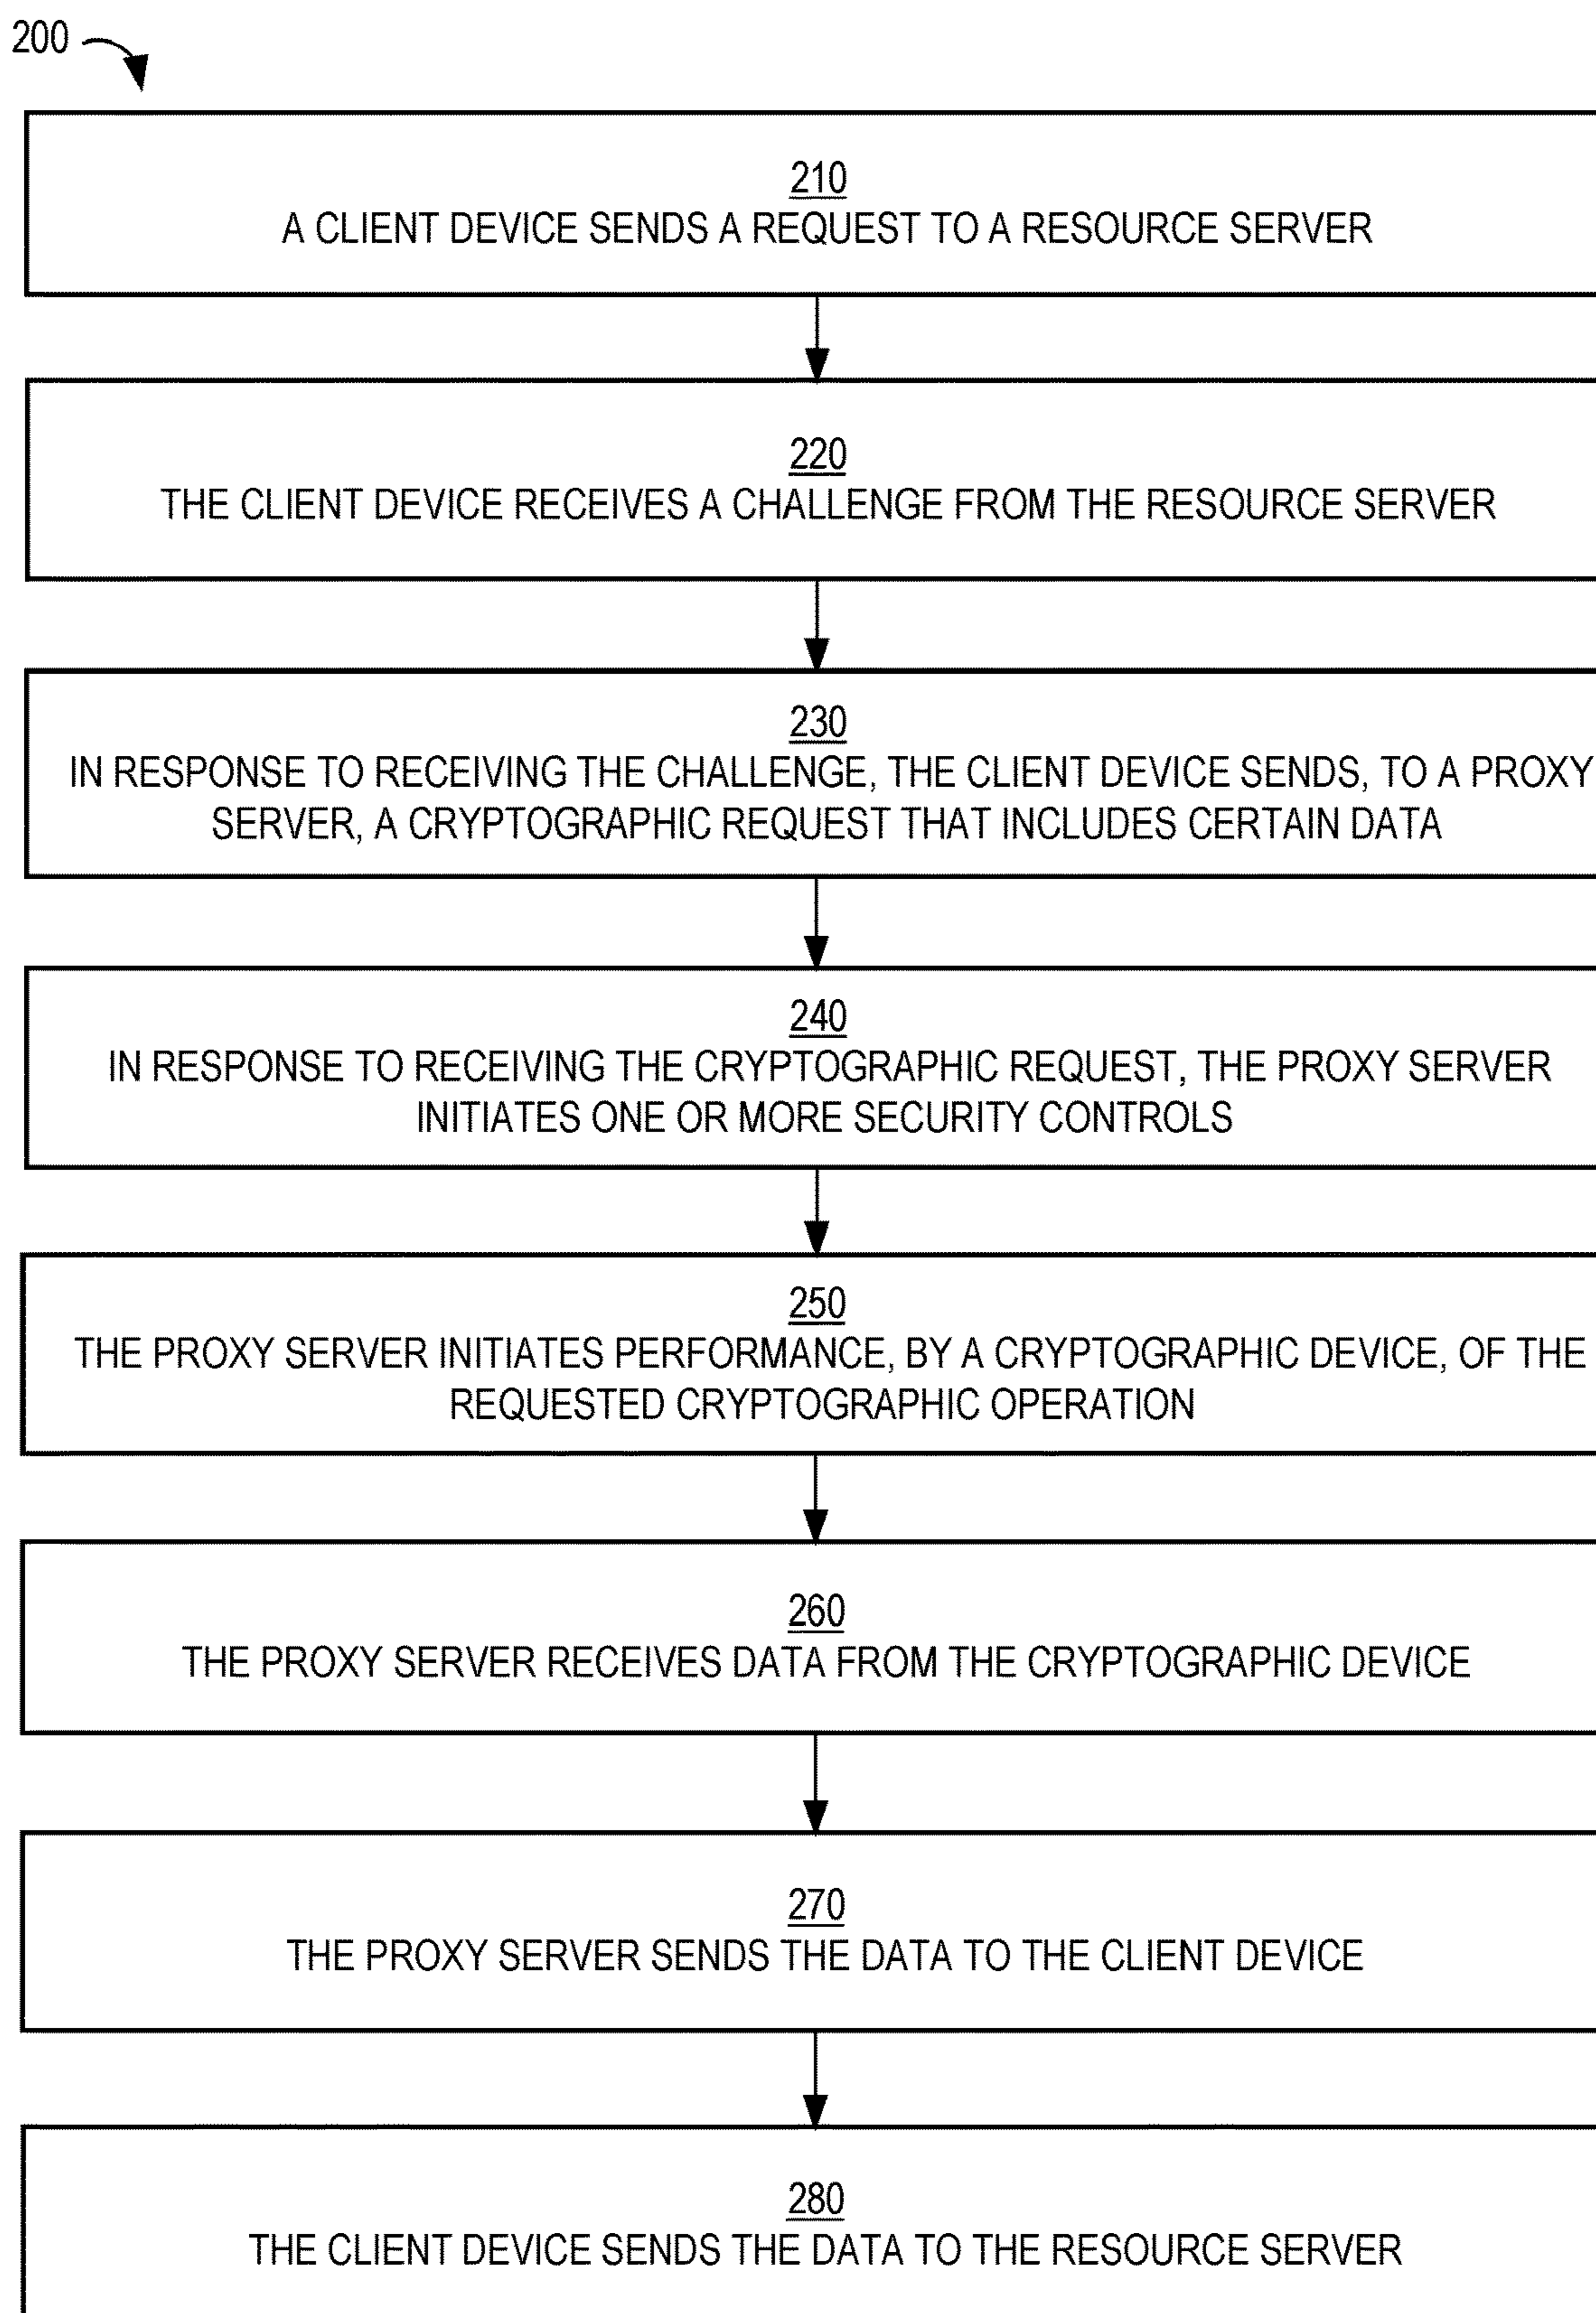 200
210
A CLIENT DEVICE SENDS A REQUEST TO A RESOURCE SERVER
220
THE CLIENT DEVICE RECEIVES A CHALLENGE FROM THE RESOURCE SERVER
230
IN RESPONSE TO RECEIVING THE CHALLENGE, THE CLIENT DEVICE SENDS, TO A PROXY
SERVER, A CRYPTOGRAPHIC REQUEST THAT INCLUDES CERTAIN DATA
240
IN RESPONSE TO RECEIVING THE CRYPTOGRAPHIC REQUEST, THE PROXY SERVER
INITIATES ONE OR MORE SECURITY CONTROLS
250
THE PROXY SERVER INITIATES PERFORMANCE, BY A CRYPTOGRAPHIC DEVICE, OF THE
REQUESTED CRYPTOGRAPHIC OPERATION
260
THE PROXY SERVER RECEIVES DATA FROM THE CRYPTOGRAPHIC DEVICE
270
THE PROXY SERVER SENDS THE DATA TO THE CLIENT DEVICE
280
THE CLIENT DEVICE SENDS THE DATA TO THE RESOURCE SERVER